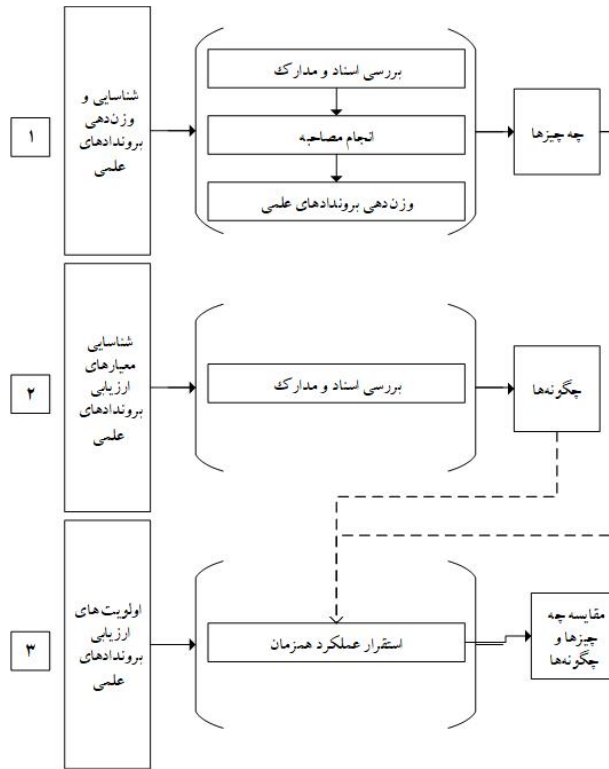 ۱
شناسایی و
وزن‌دهی
بروندادهای
علمی
بررسی اسناد و مدارک
انجام مصاحبه
وزن‌دهی بروندادهای علمی
چه چیزها
۲
شناسایی
معیارهای
ارزیابی
بروندادهای
علمی
بررسی اسناد و مدارک
چگونه‌ها
۳
اولویت‌های
ارزیابی
بروندادهای
علمی
استقرار عملکرد همزمان
مقایسه چه
چیزها و
چگونه‌ها